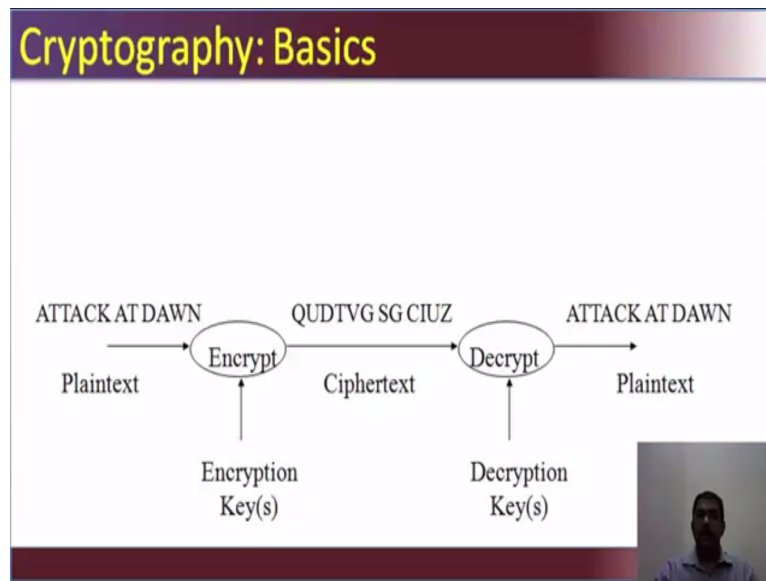 Cryptography: Basics
ATTACK AT DAWN QUDTVG SG CIUZ ATTACK AT DAWN
Encrypt Decrypt
Plaintext Ciphertext Plaintext
Encryption Decryption
Key(s) Key(s)